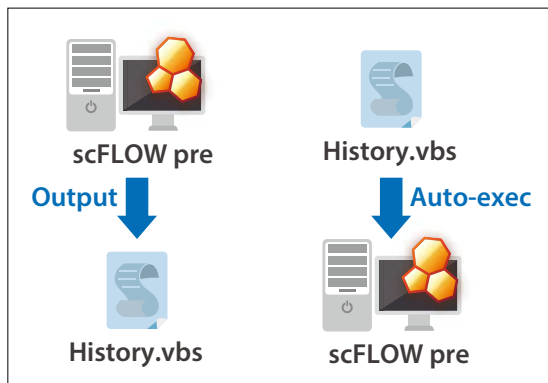 scFLOW pre
Output
History.vbs
History.vbs
Auto-exec
scFLOW pre